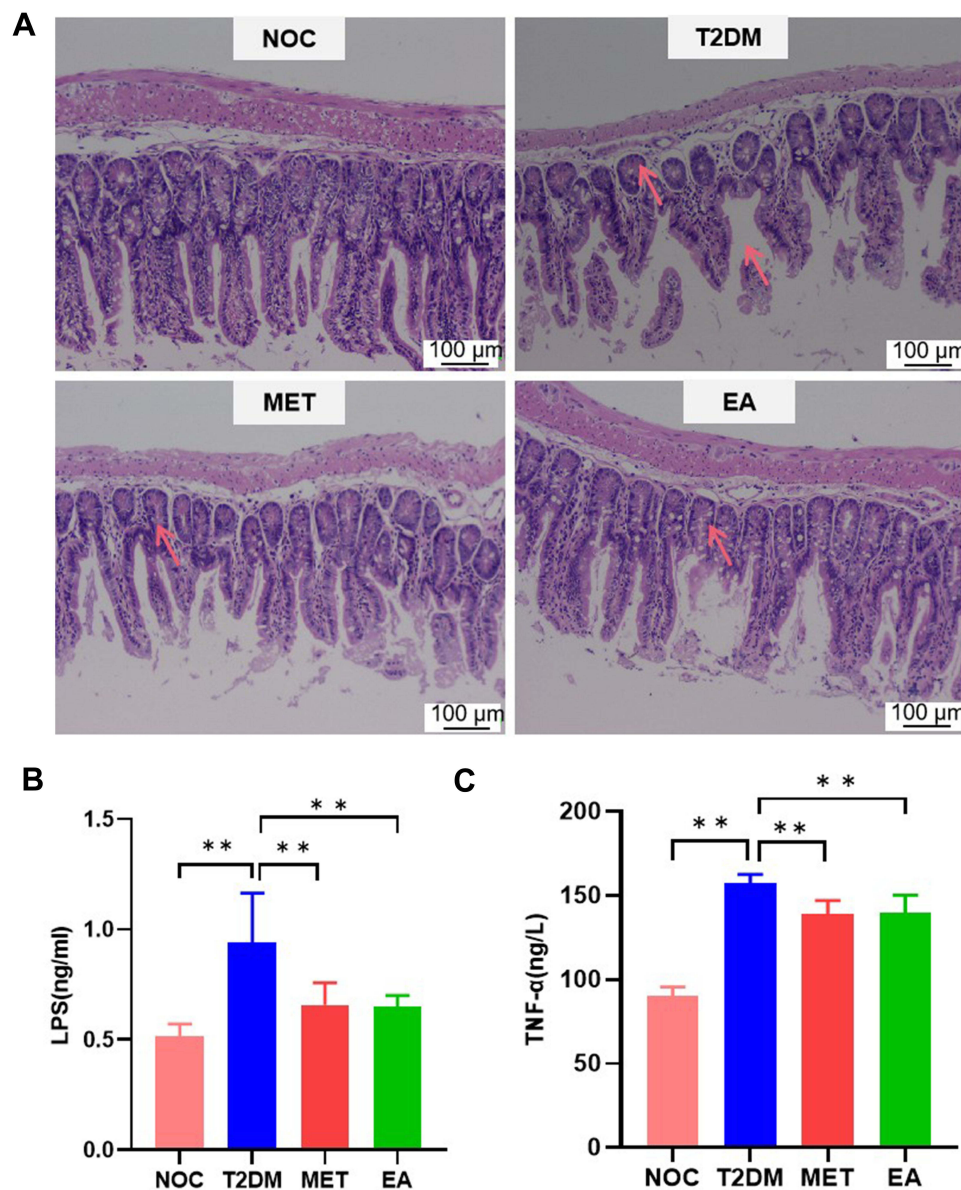 A
NOC
T2DM
100 µm
100 µm
MET
EA
100 µm
100 µm
B
LPS(ng/ml)
1.5
1.0
0.5
0.0
** ** **
NOC T2DM MET EA
C
TNF-α(ng/L)
200
150
100
50
0
** ** **
NOC T2DM MET EA